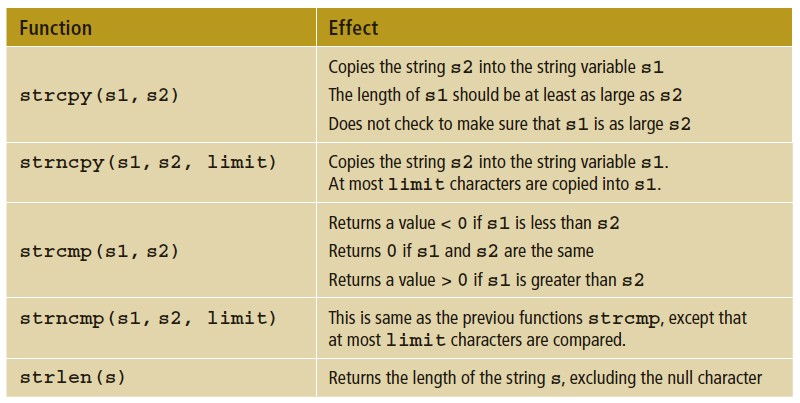 Function Effect
strcpy(s1, s2)
Copies the string s2 into the string variable s1
The length of s1 should be at least as large as s2
Does not check to make sure that s1 is as large s2
strncpy(s1, s2, limit)
Copies the string s2 into the string variable s1.
At most limit characters are copied into s1.
strcmp(s1, s2)
Returns a value < 0 if s1 is less than s2
Returns 0 if s1 and s2 are the same
Returns a value > 0 if s1 is greater than s2
strncmp(s1, s2, limit)
This is same as the previou functions strcmp, except that
at most limit characters are compared.
strlen(s)
Returns the length of the string s, excluding the null character